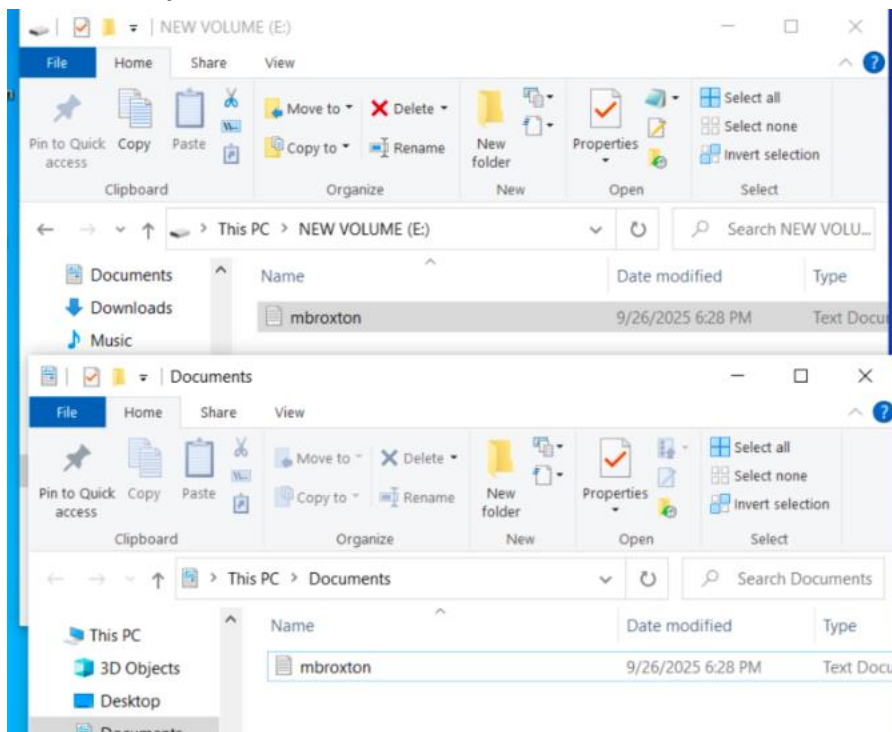 NEW VOLUME (E:)
File Home Share View
Pin to Quick access Copy Paste W... Move to Copy to Delete Rename New folder Properties Select all Select none Invert selection
Clipboard Organize New Open Select
This PC > NEW VOLUME (E:) Search NEW VOLU...
Documents Name Date modified Type
Downloads mbroxton 9/26/2025 6:28 PM Text Docu
Music
Documents
File Home Share View
Pin to Quick access Copy Paste W... Move to Copy to Delete Rename New folder Properties Select all Select none Invert selection
Clipboard Organize New Open Select
This PC > Documents Search Documents
This PC Name Date modified Type
3D Objects mbroxton 9/26/2025 6:28 PM Text Docu
Desktop
Documents